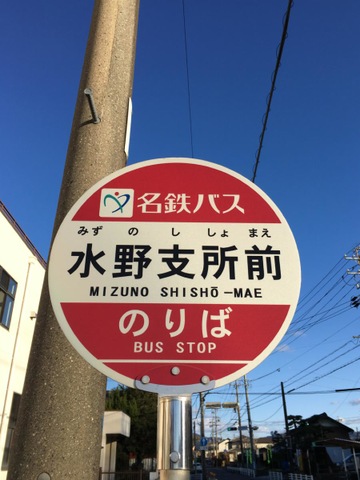 名鉄バス
みずの ししょ まえ
水野支所前
MIZUNO SHISHŌ-MAE
のりば
BUS STOP